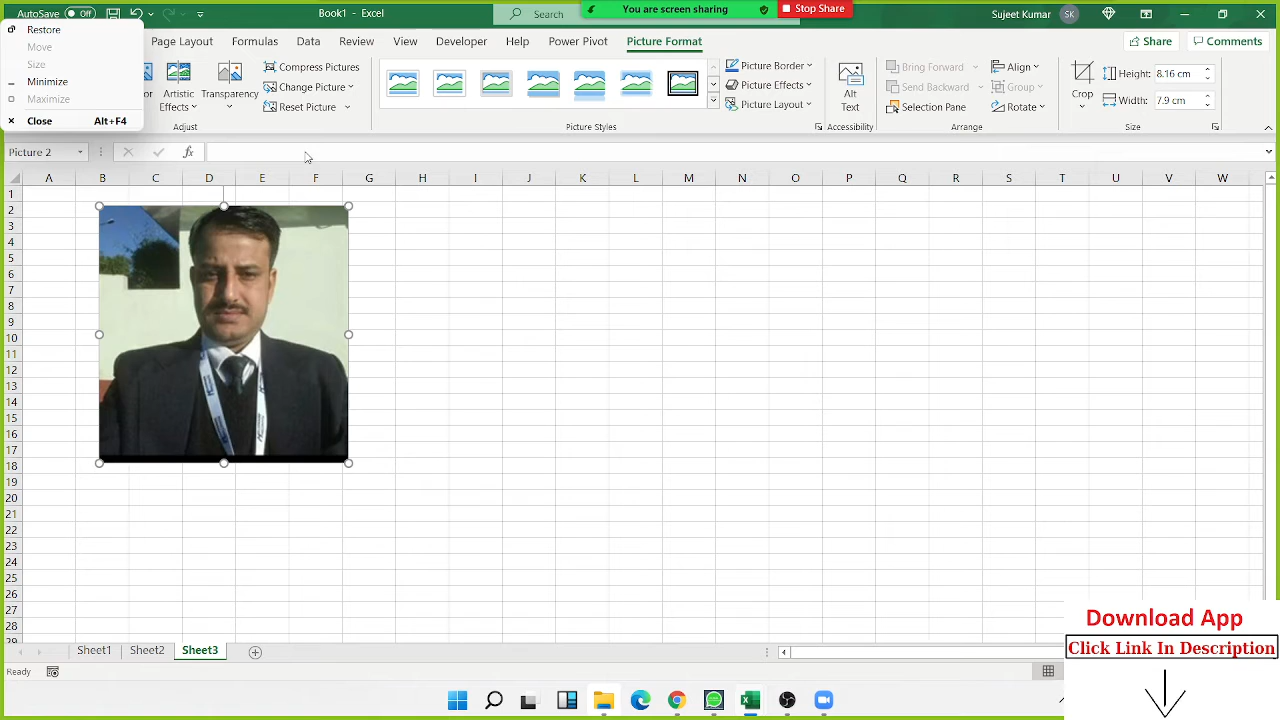 AutoSave Off
Book1 - Excel
Search
You are screen sharing
Stop Share
Sujeet Kumar
SK
Restore
Move
Size
Minimize
Maximize
Close Alt+F4
Page Layout Formulas Data Review View Developer Help Power Pivot Picture Format
Share Comments
Artistic
Effects
Transparency
Compress Pictures
Change Picture
Reset Picture
Adjust
Picture Styles
Picture Border
Picture Effects
Picture Layout
Alt
Text
Accessibility
Bring Forward
Send Backward
Selection Pane
Align
Group
Rotate
Arrange
Crop
Height: 8.16 cm
Width: 7.9 cm
Size
Picture 2
fx
A B C D E F G H I J K L M N O P Q R S T U V W
1
2
3
4
5
6
7
8
9
10
11
12
13
14
15
16
17
18
19
20
21
22
23
24
25
26
27
28
29
Sheet1 Sheet2 Sheet3
Ready
Download App
Click Link In Description